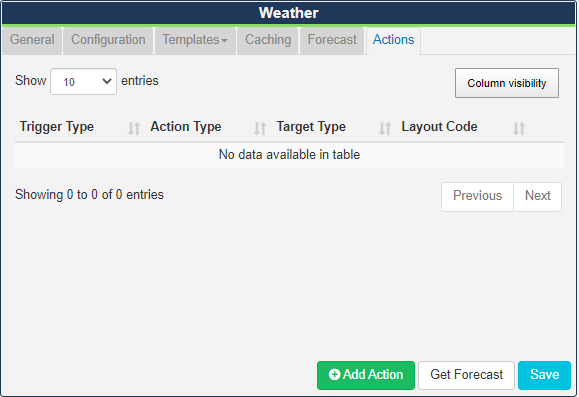 Weather
General Configuration Templates Caching Forecast Actions
Show 10 entries Column visibility
Trigger Type Action Type Target Type Layout Code
No data available in table
Showing 0 to 0 of 0 entries Previous Next
Add Action Get Forecast Save